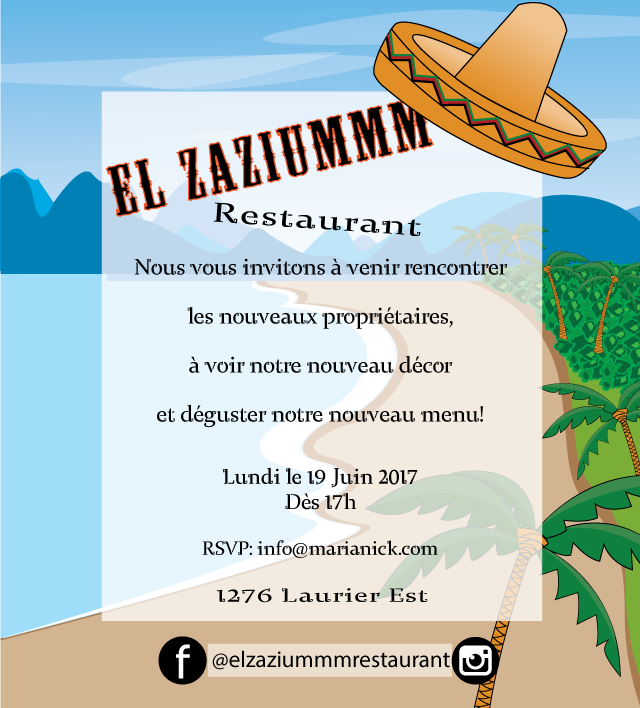 EL ZAZIUMMM
Restaurant
Nous vous invitons à venir rencontrer
les nouveaux propriétaires,
à voir notre nouveau décor
et déguster notre nouveau menu!
Lundi le 19 Juin 2017
Dès 17h
RSVP: info@marianick.com
1276 Laurier Est
@elzaziummmrestaurant